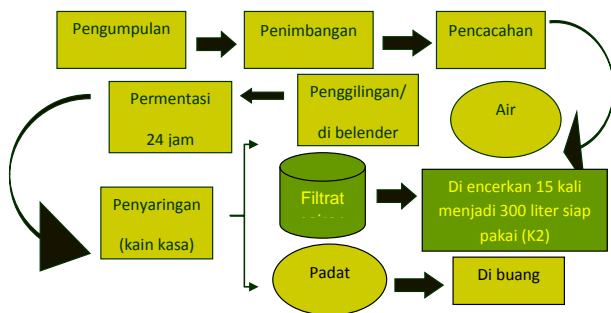 Pengumpulan
Penimbangan
Pencacahan
Permentasi
24 jam
Penggilingan/
di belender
Air
Penyaringan
(kain kasa)
Filtrat
Di encerkan 15 kali
menjadi 300 liter siap
pakai (K2)
Padat
Di buang